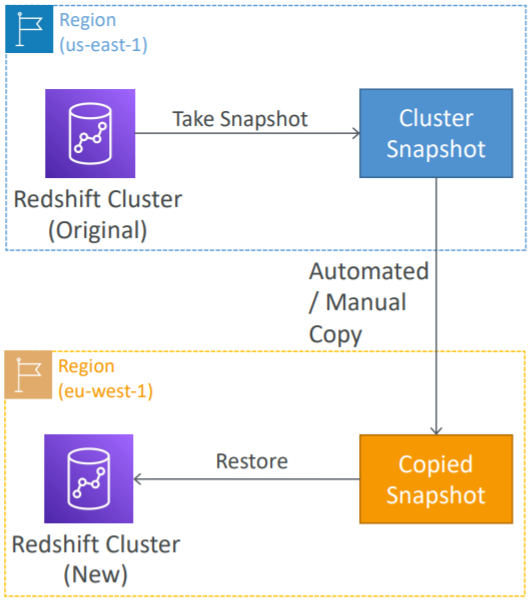 Region
(us-east-1)
Take Snapshot
Cluster
Snapshot
Redshift Cluster
(Original)
Automated
/ Manual
Copy
Region
(eu-west-1)
Restore
Copied
Snapshot
Redshift Cluster
(New)